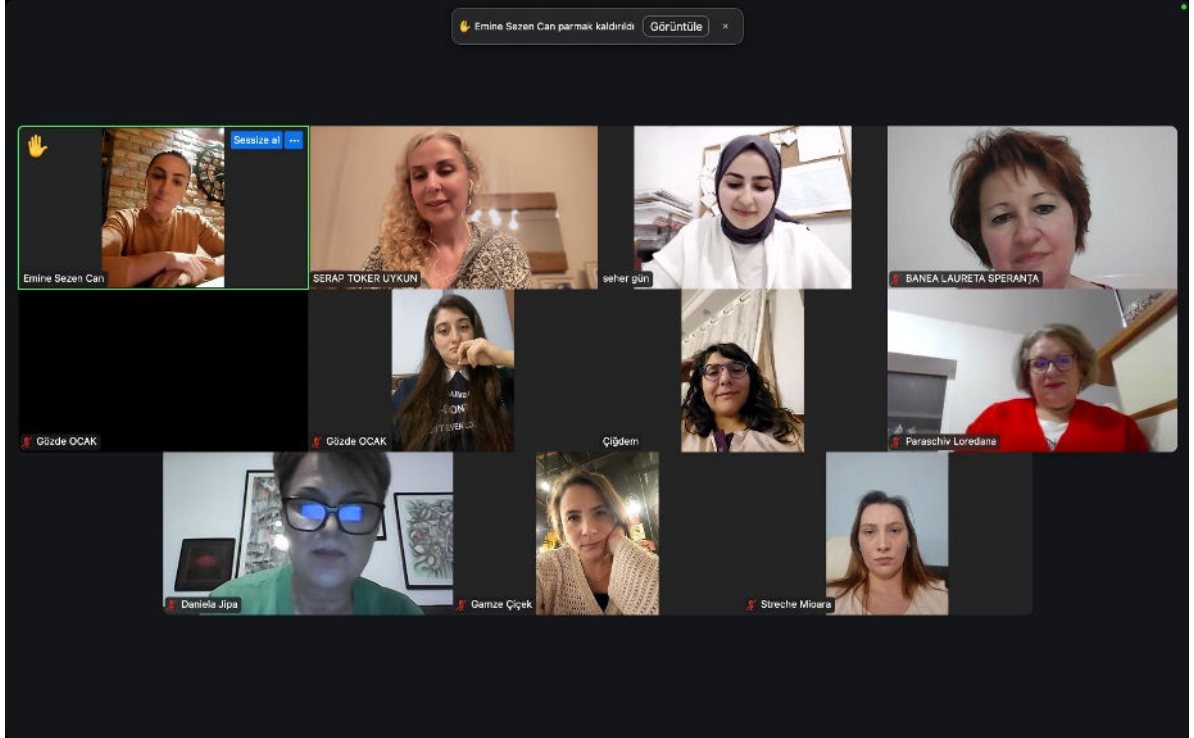 Emine Sezen Can parmak kaldırıldı Görüntüle
Sessize al
Emine Sezen Can
SERAP TOKER UYKUN
seher gün
BANEA LAURETA SPERANȚA
Gözde OCAK
Gözde OCAK
Çiğdem
Paraschiv Loredana
Daniela Jipa
Gamze Çiçek
Streche Mioara